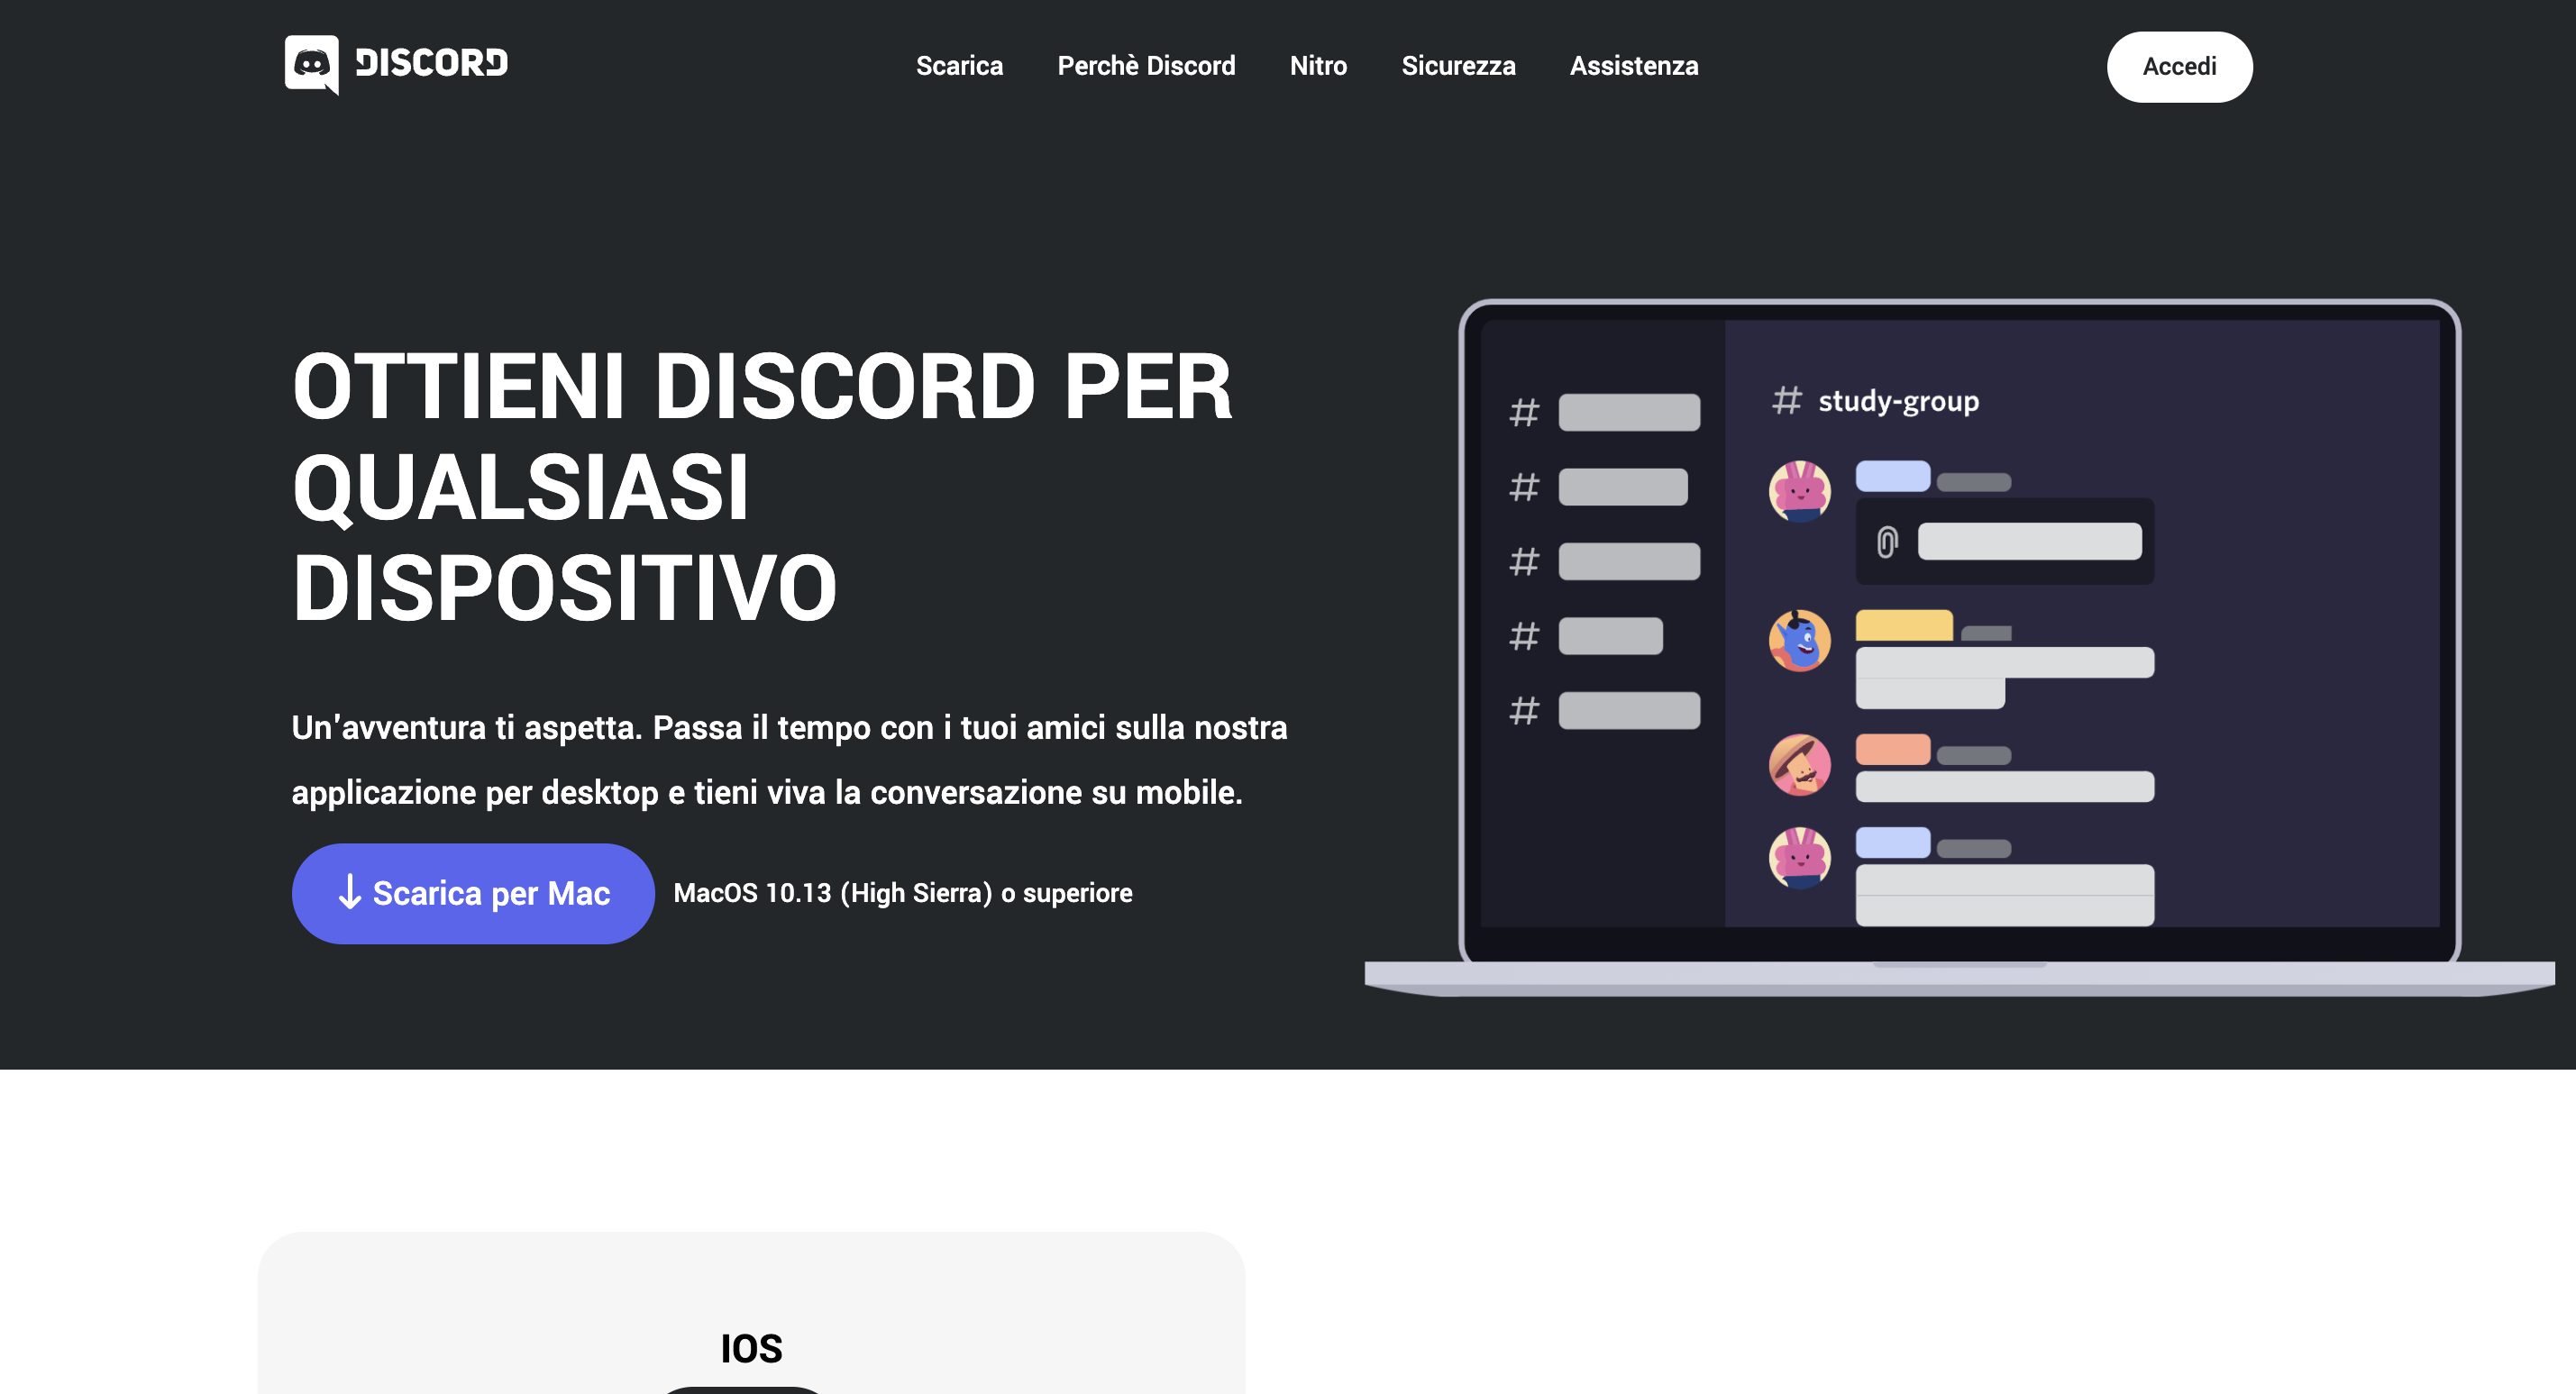 DISCORD
Scarica Perchè Discord Nitro Sicurezza Assistenza
Accedi
OTTIENI DISCORD PER
QUALSIASI
DISPOSITIVO
# study-group
#
#
#
#
#
Un'avventura ti aspetta. Passa il tempo con i tuoi amici sulla nostra
applicazione per desktop e tieni viva la conversazione su mobile.
Scarica per Mac
MacOS 10.13 (High Sierra) o superiore
IOS